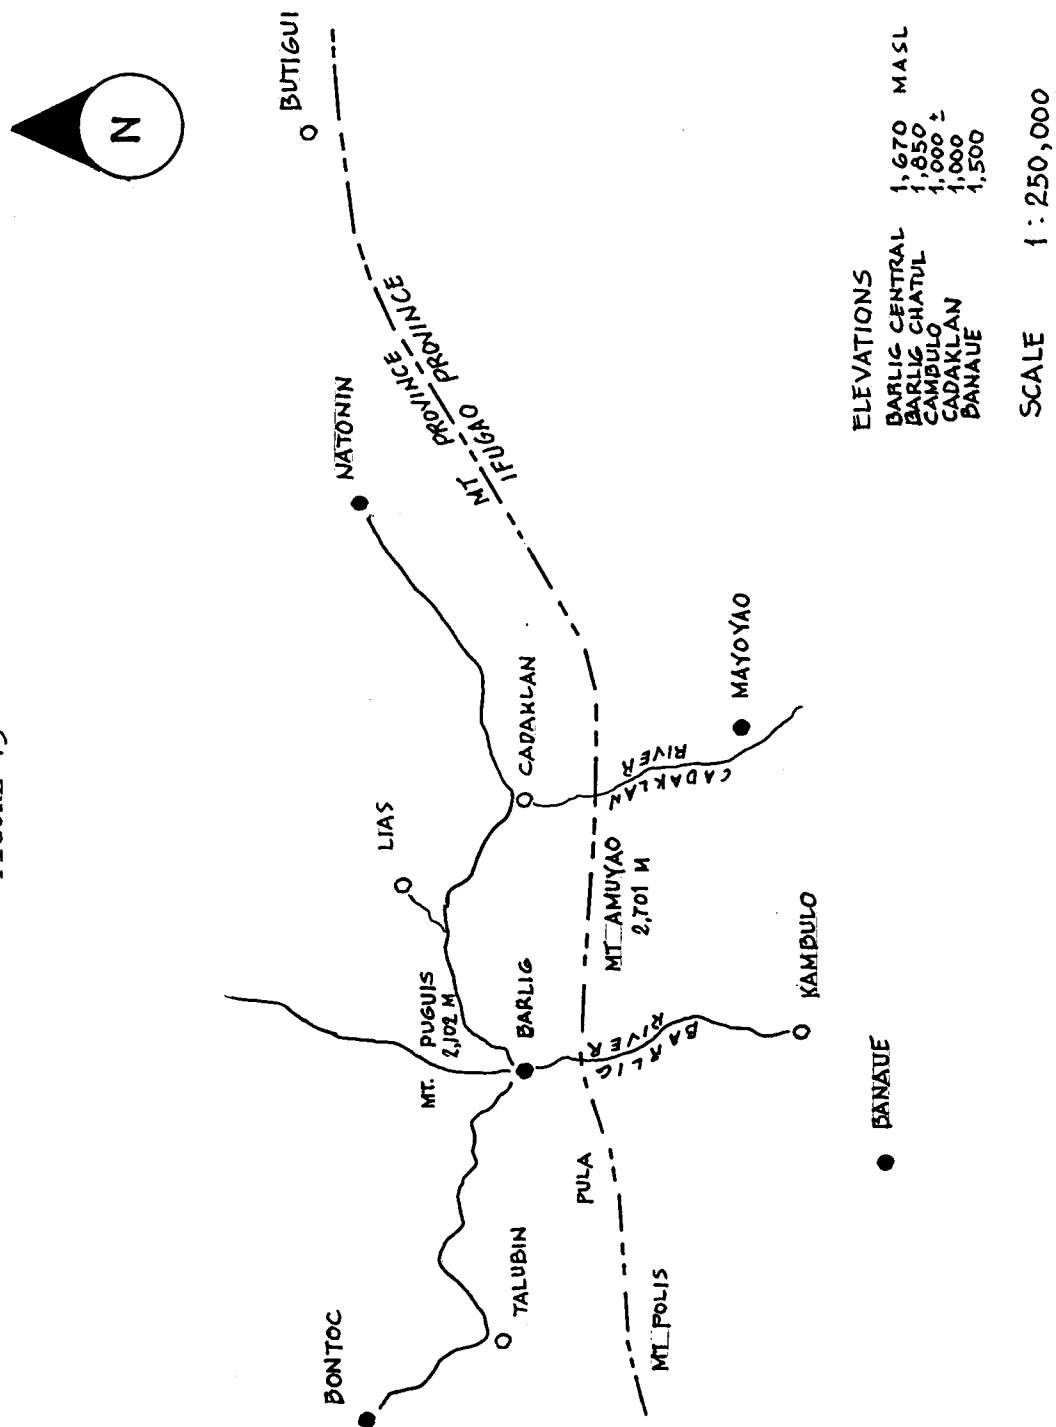 FIGURE
N
BUTIGUI
NATONIN
BONTOC
LIAS
MT. PUGUIS
2,102 M
MT PROVINCE
IFUGAO PROVINCE
TALUBIN
BARLIG
CADAKLAN
PULA
BARLIG
RIVER
MT AMUYAO
2,701 M
CADAKLAN
RIVER
MT POLIS
MAYOYAO
KAMBULO
BANAUE
ELEVATIONS
BARLIG CENTRAL 1,670 MASL
BARLIG CHATUL 1,850
CAMBULO 1,000 ±
CADAKLAN 1,000
BANAUE 1,500
SCALE 1 : 250,000